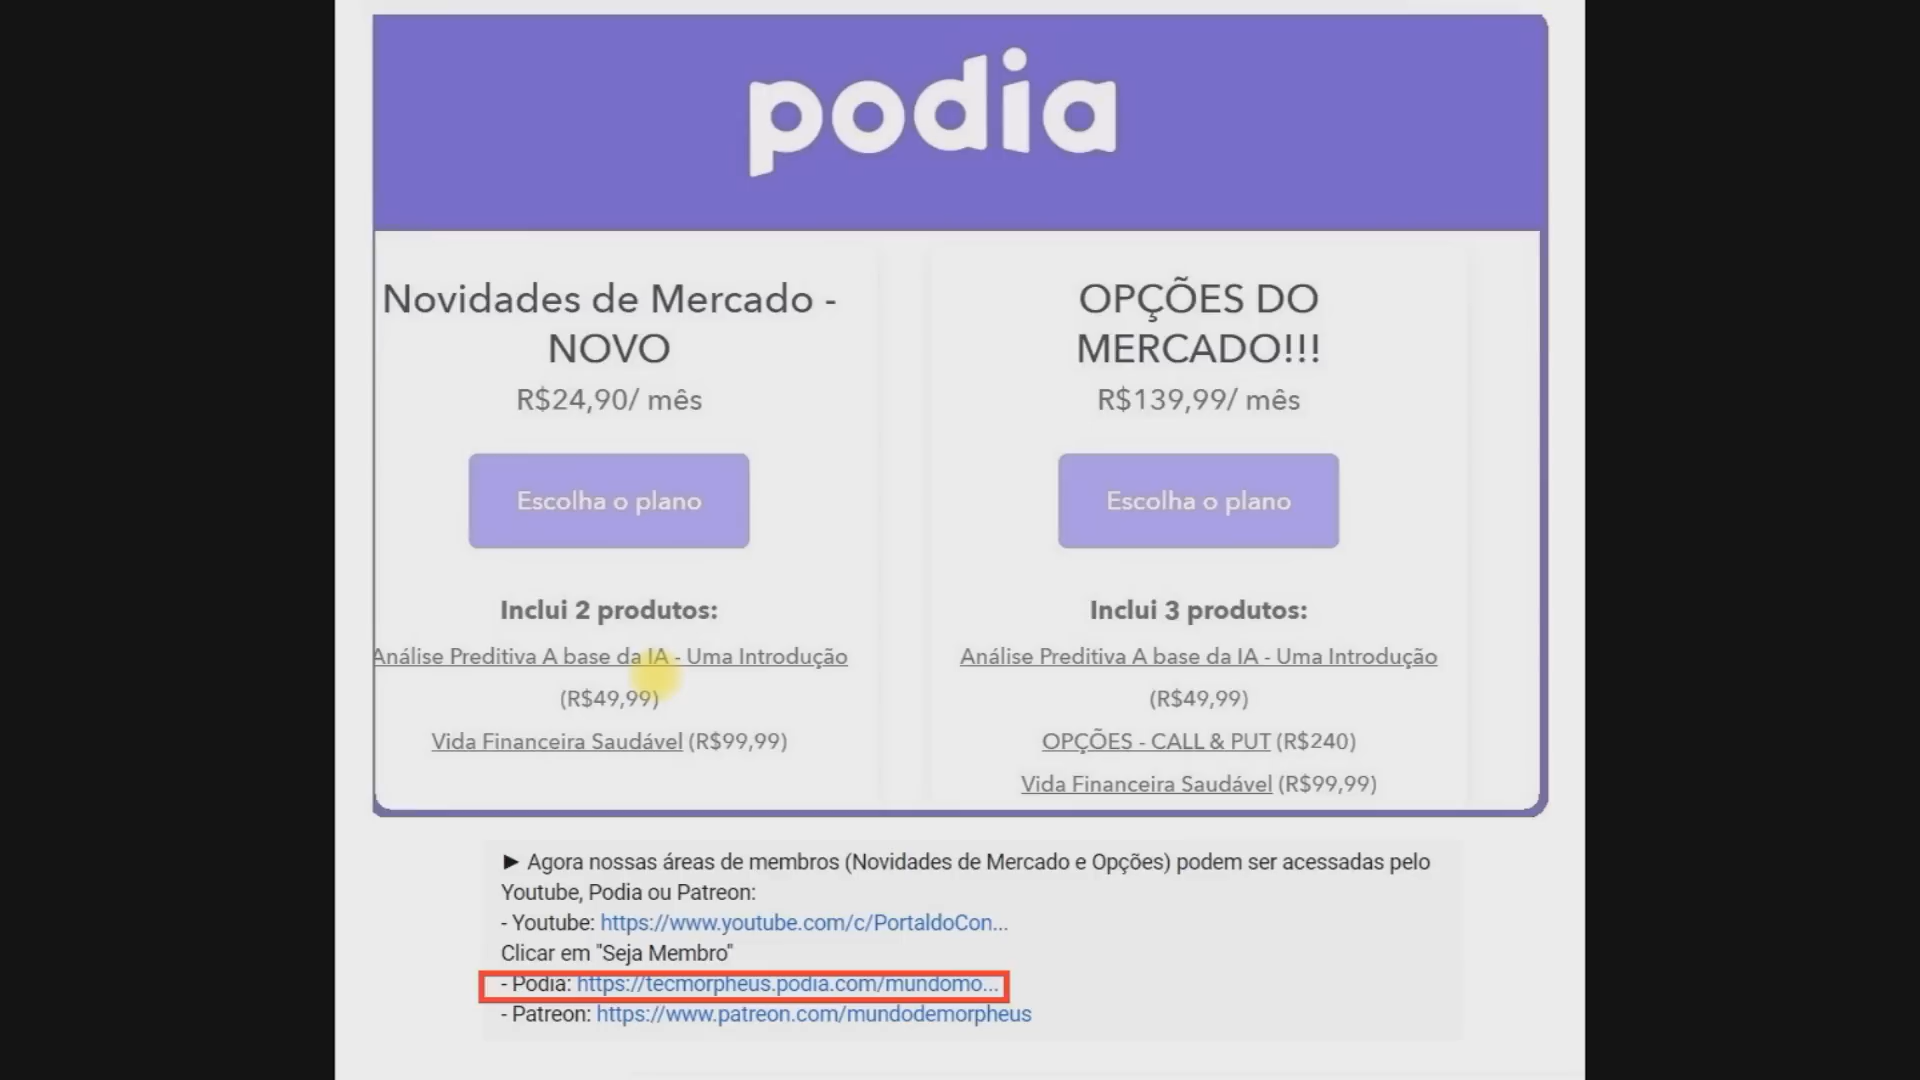 podia
Novidades de Mercado -
NOVO
R$24,90/ mês
Escolha o plano
Inclui 2 produtos:
Análise Preditiva A base da IA - Uma Introdução
(R$49,99)
Vida Financeira Saudável (R$99,99)
OPÇÕES DO
MERCADO!!!
R$139,99/ mês
Escolha o plano
Inclui 3 produtos:
Análise Preditiva A base da IA - Uma Introdução
(R$49,99)
OPÇÕES - CALL & PUT (R$240)
Vida Financeira Saudável (R$99,99)
► Agora nossas áreas de membros (Novidades de Mercado e Opções) podem ser acessadas pelo
Youtube, Podia ou Patreon:
- Youtube: https://www.youtube.com/c/PortaldoCon...
Clicar em "Seja Membro"
- Podia: https://tecmorpheus.podia.com/mundomo...
- Patreon: https://www.patreon.com/mundodemorpheus